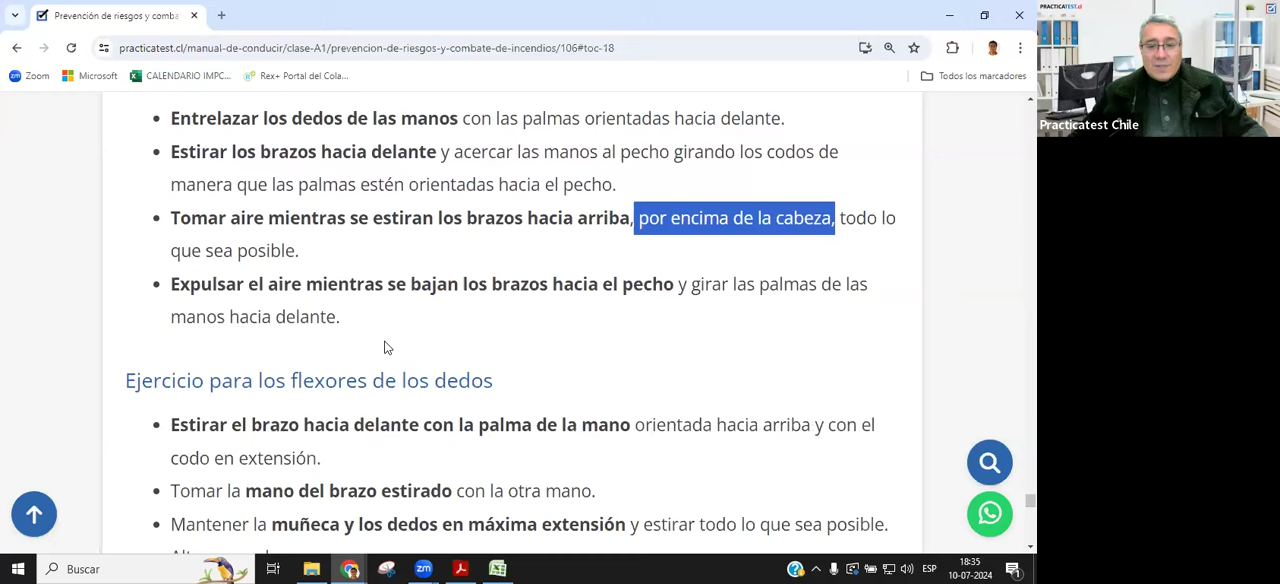 Prevención de riesgos y comba
practicatest.cl/manual-de-conducir/clase-A1/prevencion-de-riesgos-y-combate-de-incendios/106#toc-18
Zoom
Microsoft
CALENDARIO IMPC...
Rex+ Portal del Cola...
Todos los marcadores
PRACTICATEST.cl
Practicatest Chile
Entrelazar los dedos de las manos con las palmas orientadas hacia delante.
Estirar los brazos hacia delante y acercar las manos al pecho girando los codos de
manera que las palmas estén orientadas hacia el pecho.
Tomar aire mientras se estiran los brazos hacia arriba, por encima de la cabeza, todo lo
que sea posible.
Expulsar el aire mientras se bajan los brazos hacia el pecho y girar las palmas de las
manos hacia delante.
Ejercicio para los flexores de los dedos
Estirar el brazo hacia delante con la palma de la mano orientada hacia arriba y con el
codo en extensión.
Tomar la mano del brazo estirado con la otra mano.
Mantener la muñeca y los dedos en máxima extensión y estirar todo lo que sea posible.
Buscar
zm
ESP
18:35
10-07-2024